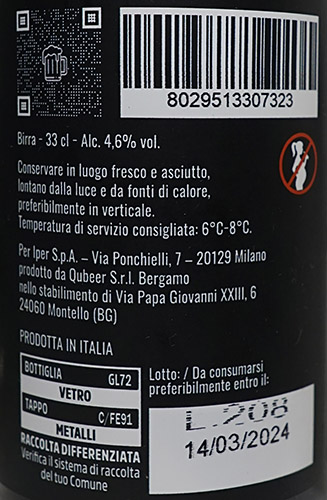 8029513307323
Birra - 33 cl - Alc. 4,6% vol.
Conservare in luogo fresco e asciutto,
lontano dalla luce e da fonti di calore,
preferibilmente in verticale.
Temperatura di servizio consigliata: 6°C-8°C.
Per Iper S.p.A. – Via Ponchielli, 7 – 20129 Milano
prodotto da Qubeer S.r.l. Bergamo
nello stabilimento di Via Papa Giovanni XXIII, 6
24060 Montello (BG)
PRODOTTA IN ITALIA
BOTTIGLIA GL72
VETRO
TAPPO C/FE91
METALLI
RACCOLTA DIFFERENZIATA
Verifica il sistema di raccolta
del tuo Comune
Lotto: / Da consumarsi
preferibilmente entro il:
L.208
14/03/2024